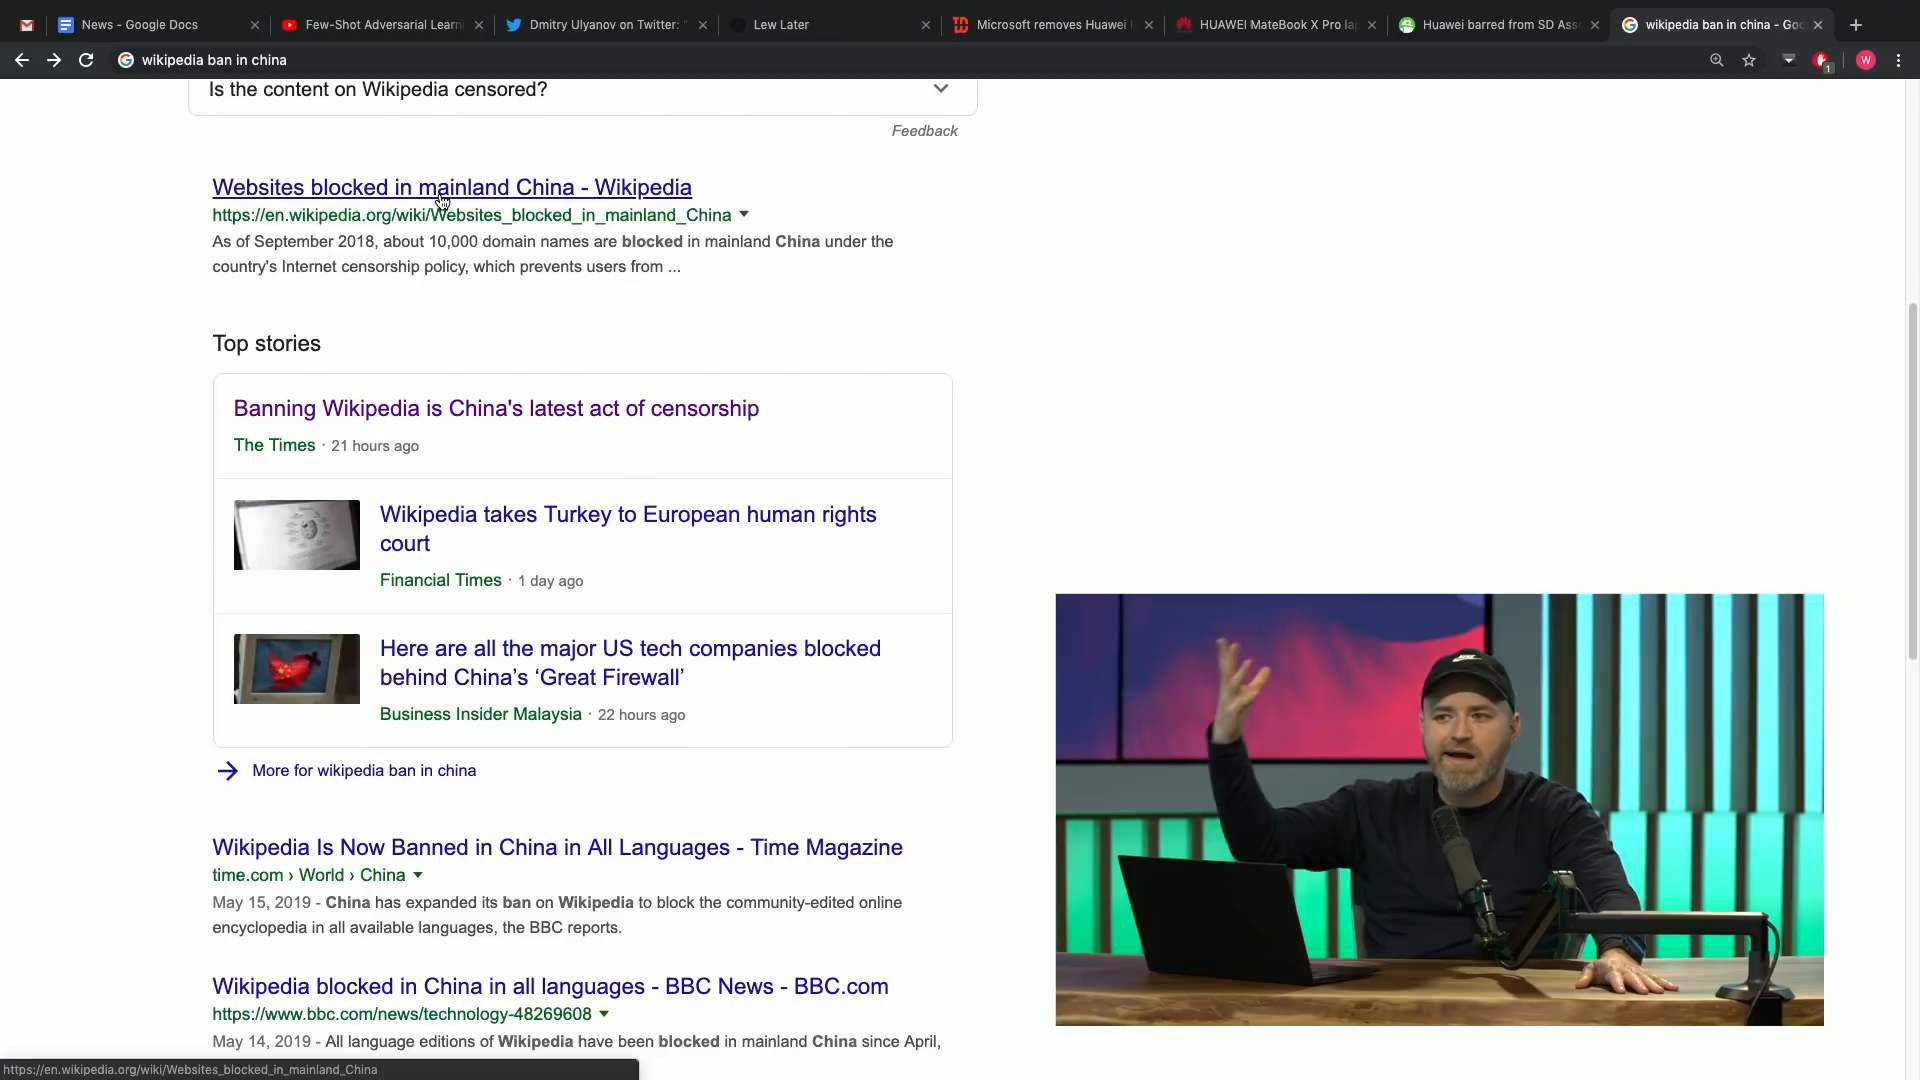 News - Google Docs
Few-Shot Adversarial Learni
Dmitry Ulyanov on Twitter: "
Lew Later
Microsoft removes Huawei
HUAWEI MateBook X Pro la
Huawei barred from SD Ass
wikipedia ban in china - Goo
wikipedia ban in china
1
W
Is the content on Wikipedia censored?
Feedback
Websites blocked in mainland China - Wikipedia
https://en.wikipedia.org/wiki/Websites_blocked_in_mainland_China
As of September 2018, about 10,000 domain names are blocked in mainland China under the
country's Internet censorship policy, which prevents users from ...
Top stories
Banning Wikipedia is China's latest act of censorship
The Times · 21 hours ago
Wikipedia takes Turkey to European human rights
court
Financial Times · 1 day ago
Here are all the major US tech companies blocked
behind China’s ‘Great Firewall’
Business Insider Malaysia · 22 hours ago
More for wikipedia ban in china
Wikipedia Is Now Banned in China in All Languages - Time Magazine
time.com › World › China
May 15, 2019 - China has expanded its ban on Wikipedia to block the community-edited online
encyclopedia in all available languages, the BBC reports.
Wikipedia blocked in China in all languages - BBC News - BBC.com
https://www.bbc.com/news/technology-48269608
May 14, 2019 - All language editions of Wikipedia have been blocked in mainland China since April,
https://en.wikipedia.org/wiki/Websites_blocked_in_mainland_China